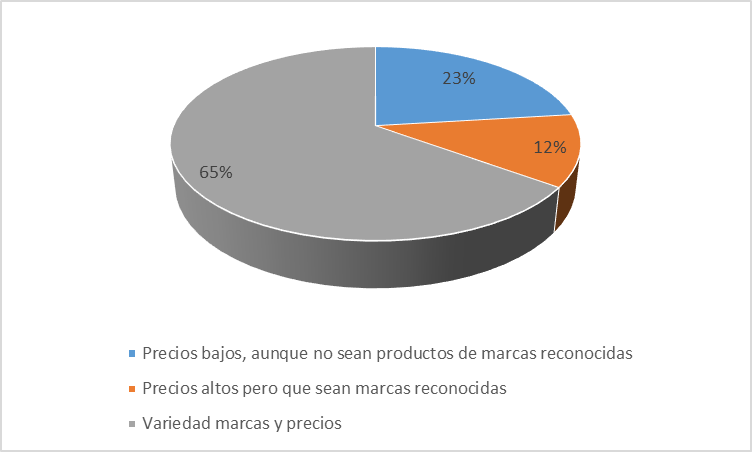 23%
12%
65%
Precios bajos, aunque no sean productos de marcas reconocidas
Precios altos pero que sean marcas reconocidas
Variedad marcas y precios